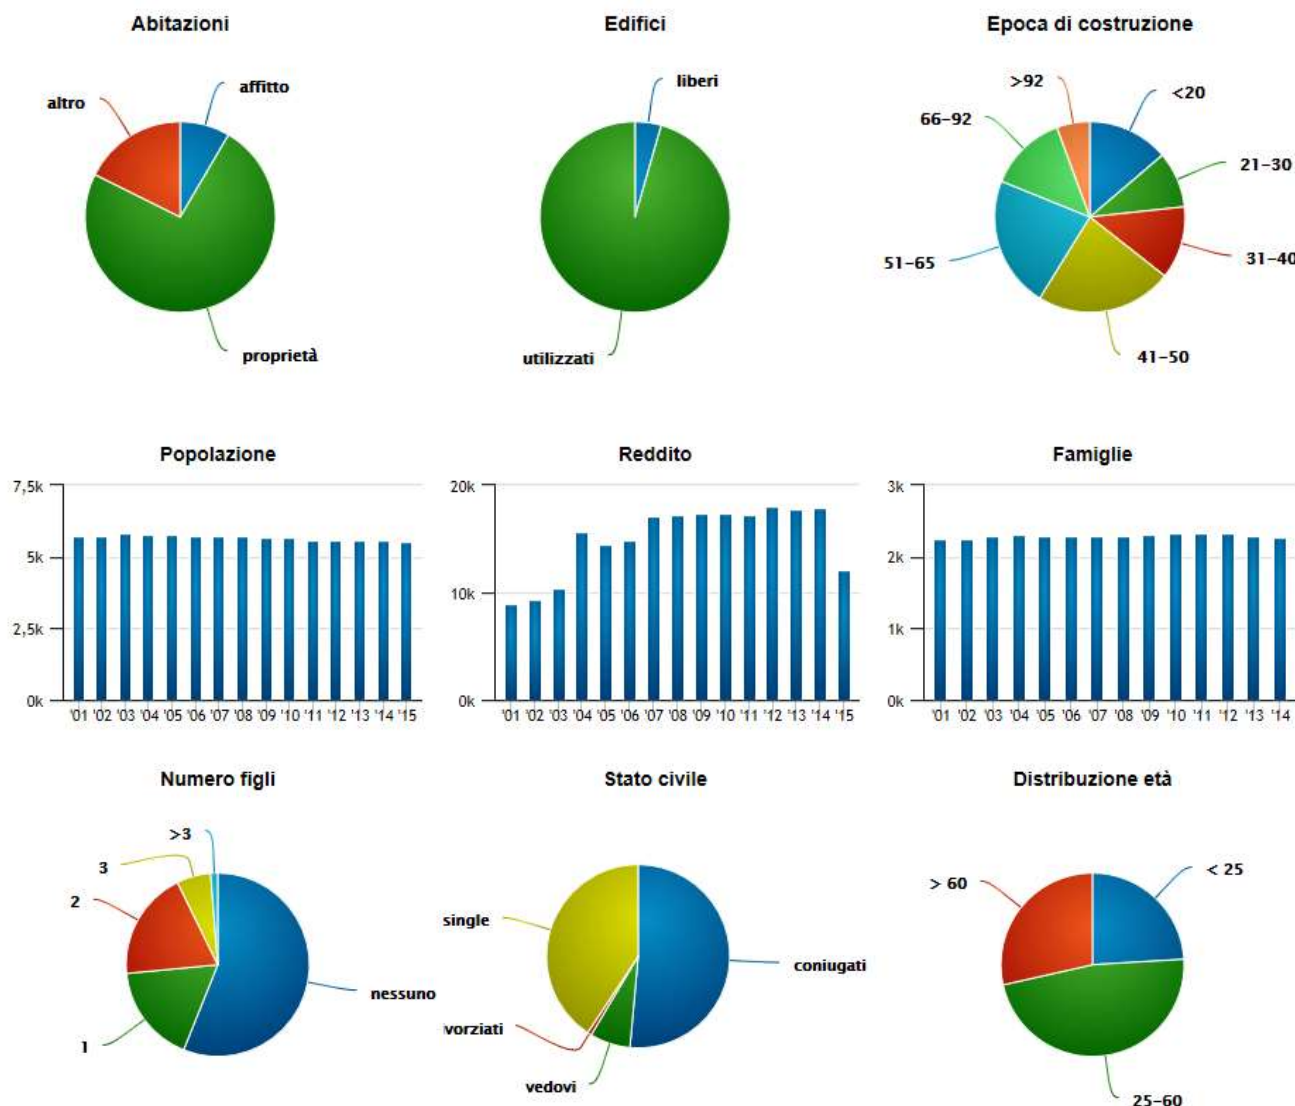 Abitazioni
altro
affitto
proprietà
Edifici
liberi
utilizzati
Epoca di costruzione
>92
<20
66-92
21-30
51-65
31-40
41-50
Popolazione
7,5k
5k
2,5k
0k
'01 '02 '03 '04 '05 '06 '07 '08 '09 '10 '11 '12 '13 '14 '15
Reddito
20k
10k
0k
'01 '02 '03 '04 '05 '06 '07 '08 '09 '10 '11 '12 '13 '14 '15
Famiglie
3k
2k
1k
0k
'01 '02 '03 '04 '05 '06 '07 '08 '09 '10 '11 '12 '13 '14
Numero figli
>3
3
2
nessuno
1
Stato civile
single
coniugati
vorziati
vedovi
Distribuzione età
> 60
< 25
25-60